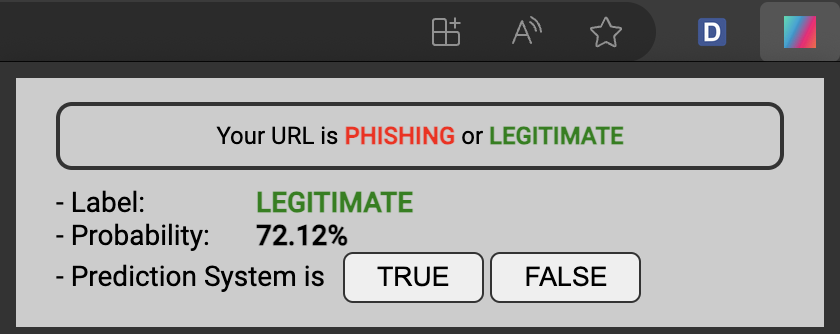 D
Your URL is PHISHING or LEGITIMATE
- Label: LEGITIMATE
- Probability: 72.12%
- Prediction System is TRUE FALSE